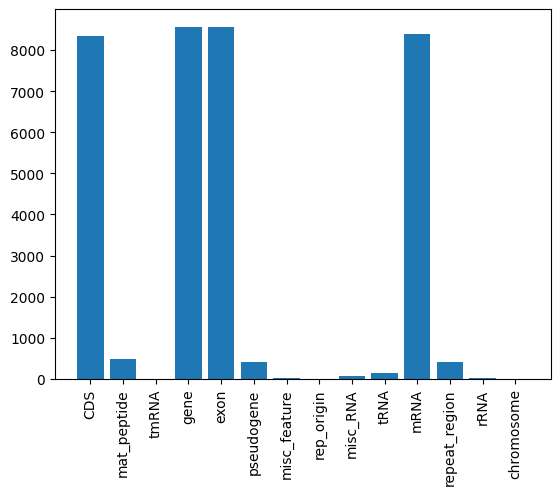 8000
7000
6000
5000
4000
3000
2000
1000
0
CDS
mat_peptide
tmRNA
gene
exon
pseudogene
misc_feature
rep_origin
misc_RNA
tRNA
mRNA
repeat_region
rRNA
chromosome